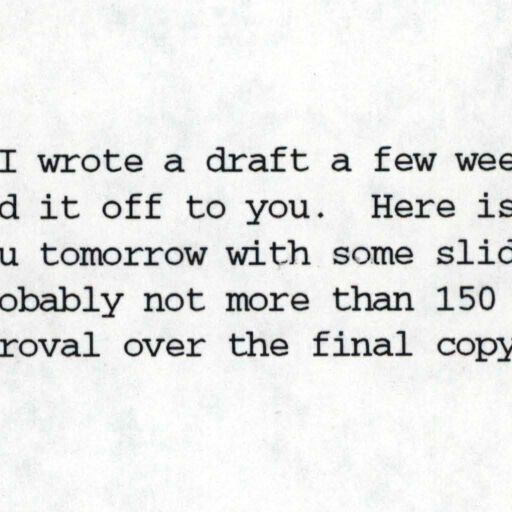 I wrote a draft a few wee
d it off to you.  Here is
u tomorrow with some slid
obably not more than 150
roval over the final copy